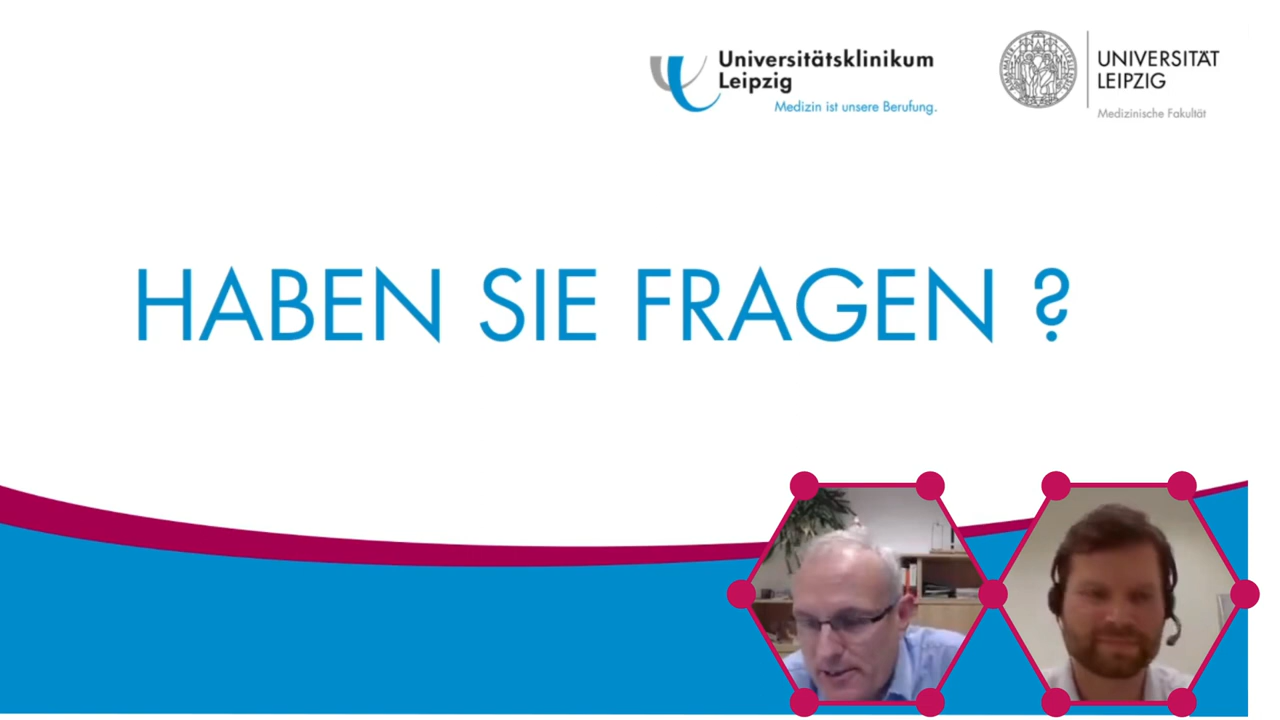 Universitätsklinikum
Leipzig
Medizin ist unsere Berufung.
UNIVERSITÄT
LEIPZIG
Medizinische Fakultät
HABEN SIE FRAGEN ?